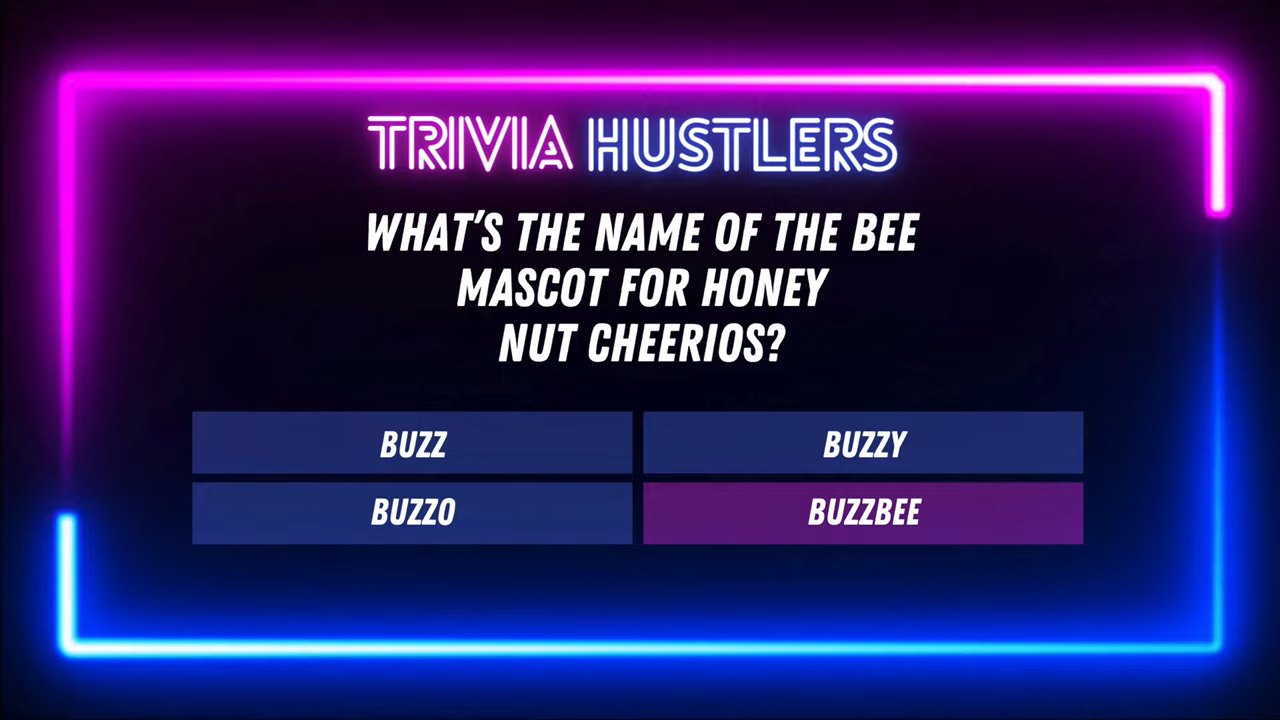 TRIVIA HUSTLERS
WHAT'S THE NAME OF THE BEE
MASCOT FOR HONEY
NUT CHEERIOS?
BUZZ
BUZZY
BUZZO
BUZZBEE